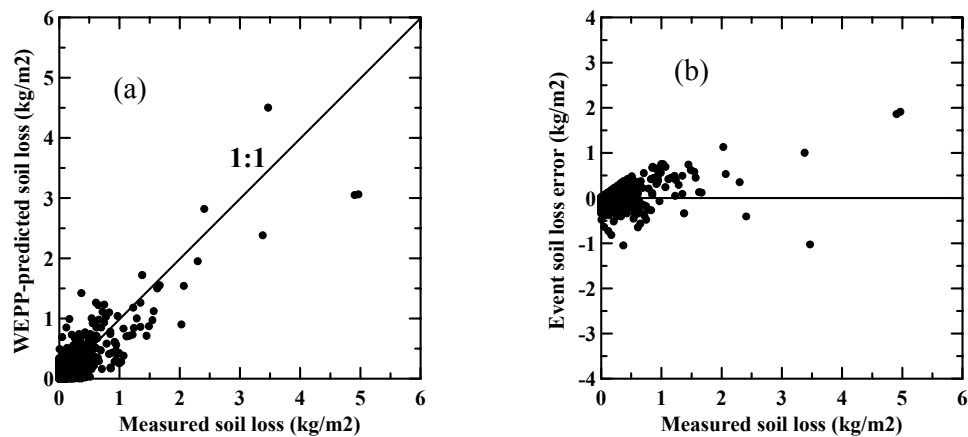 6
5
4
3
2
1
0
WEPP-predicted soil loss (kg/m2)
(a)
1:1
0 1 2 3 4 5 6
Measured soil loss (kg/m2)
4
3
2
1
0
-1
-2
-3
-4
Event soil loss error (kg/m2)
(b)
0 1 2 3 4 5 6
Measured soil loss (kg/m2)